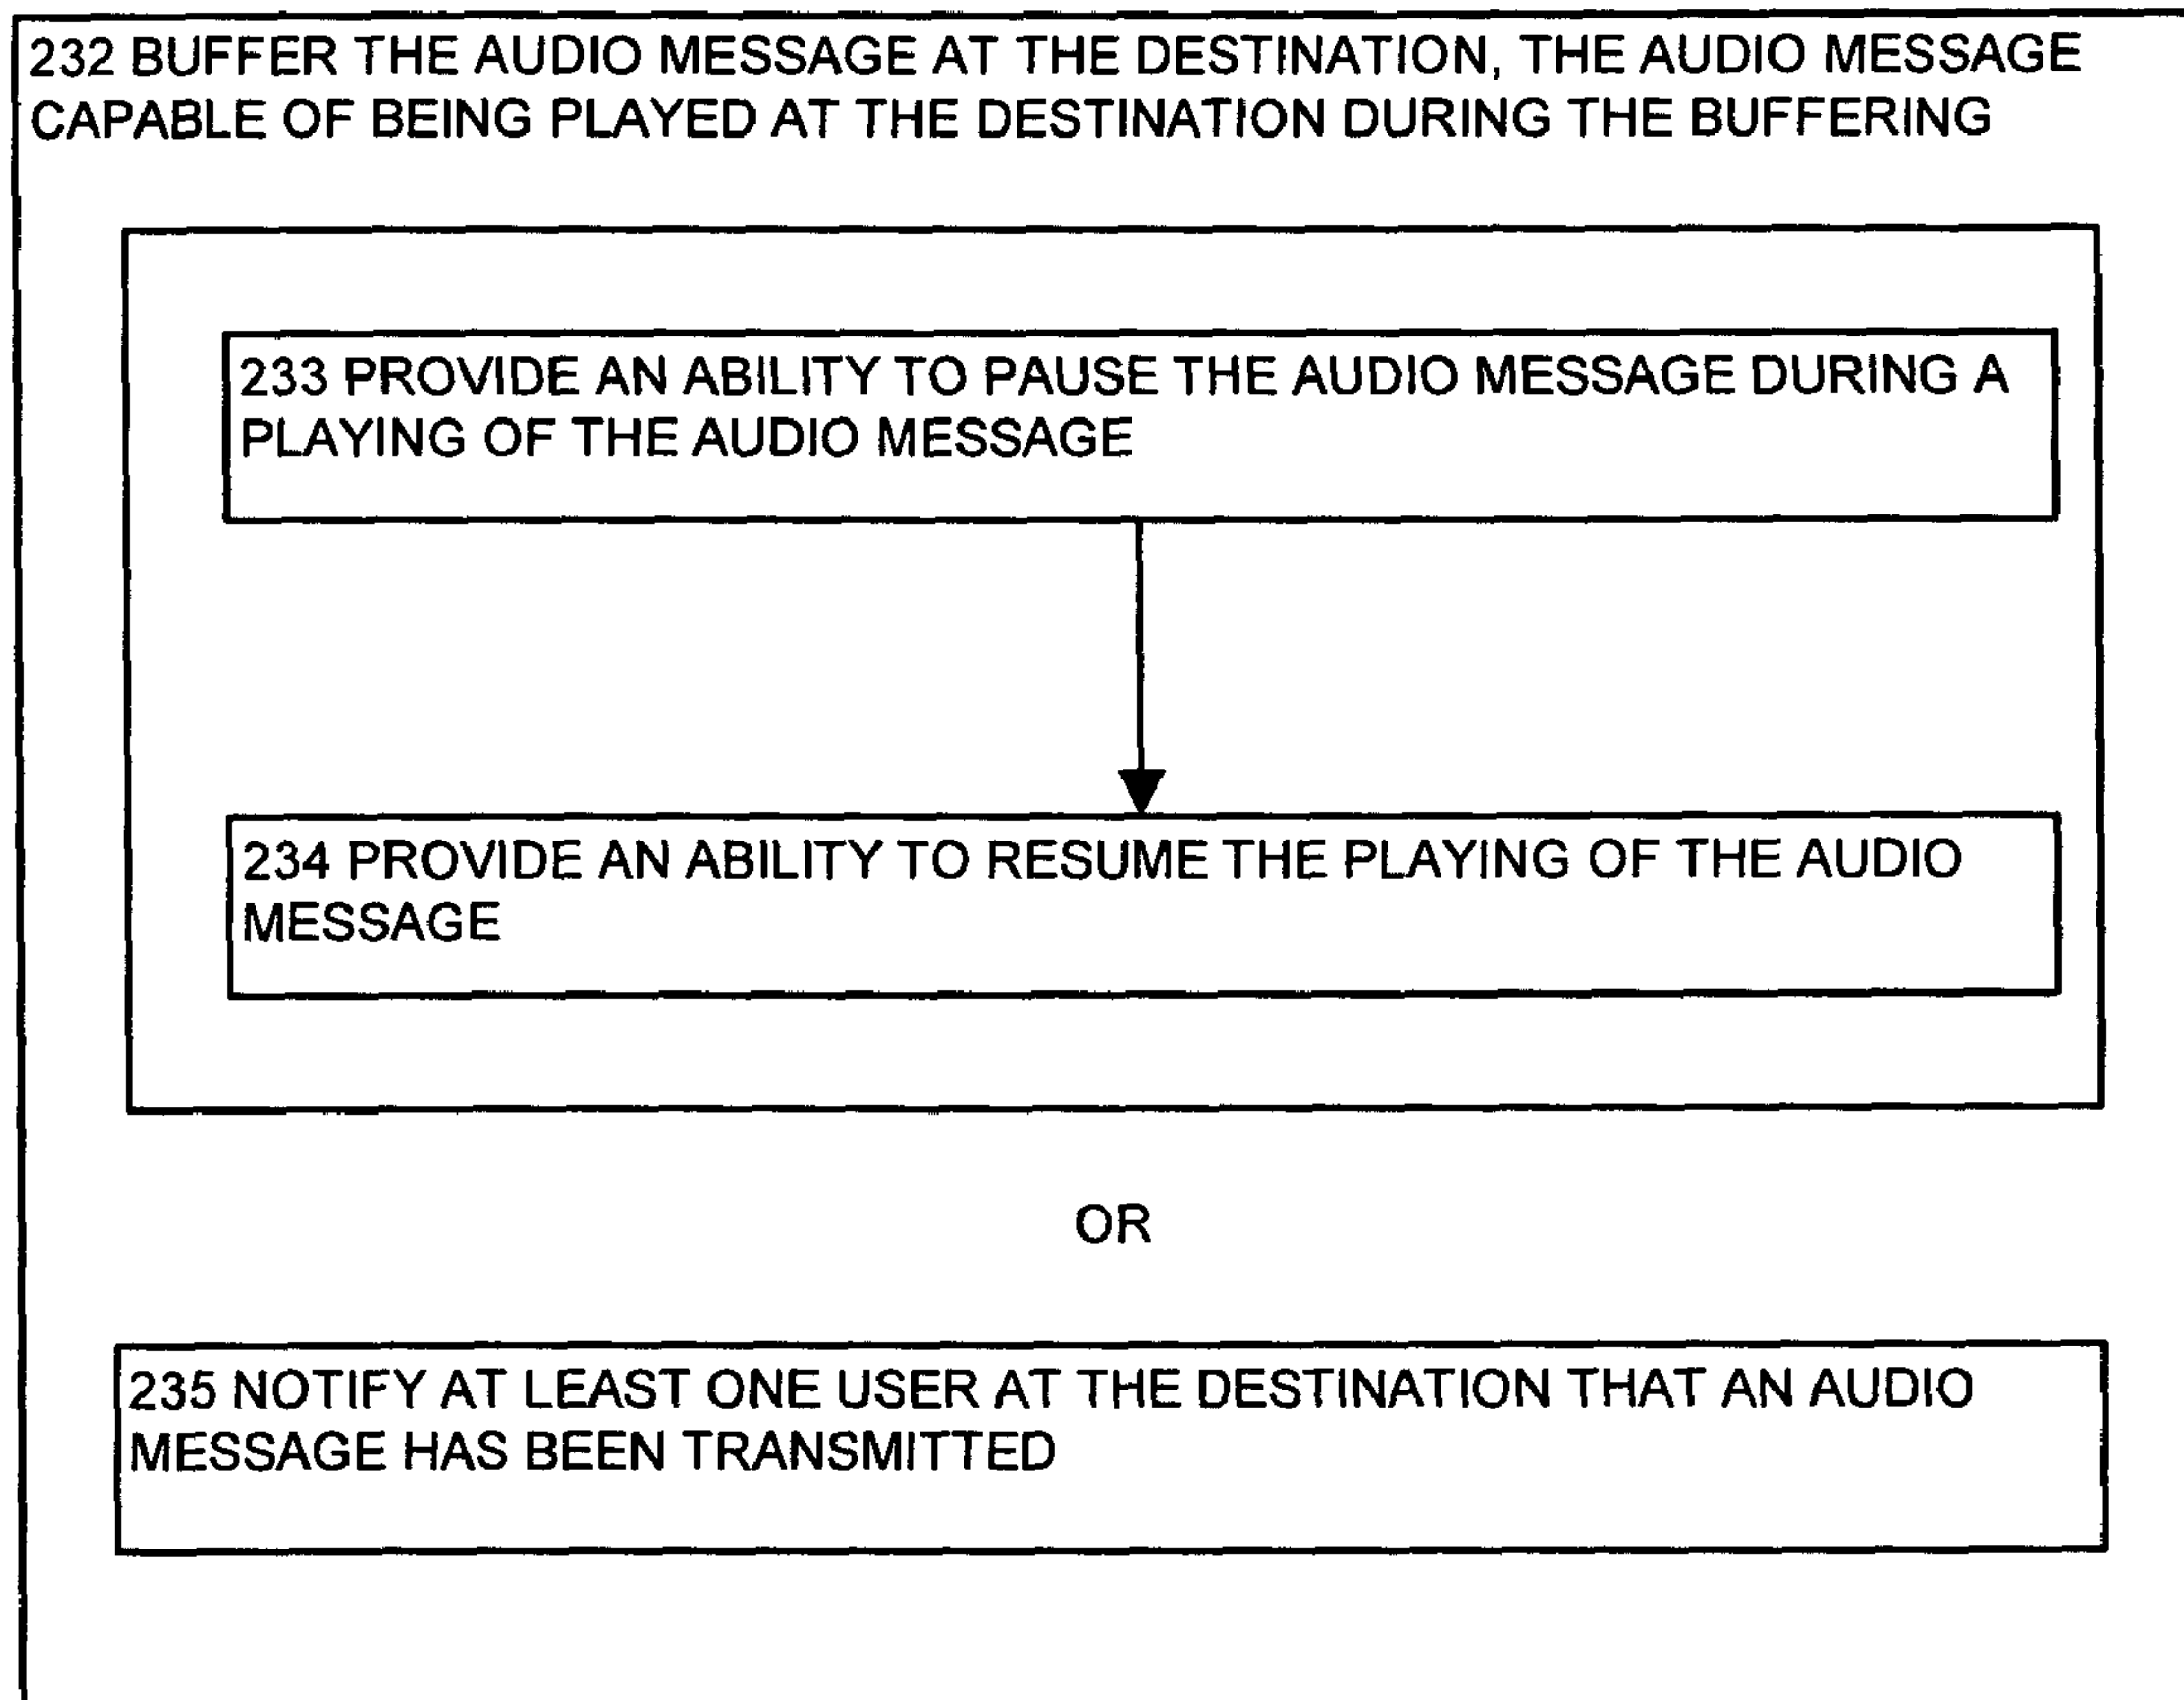 232 BUFFER THE AUDIO MESSAGE AT THE DESTINATION, THE AUDIO MESSAGE
CAPABLE OF BEING PLAYED AT THE DESTINATION DURING THE BUFFERING
233 PROVIDE AN ABILITY TO PAUSE THE AUDIO MESSAGE DURING A
PLAYING OF THE AUDIO MESSAGE
234 PROVIDE AN ABILITY TO RESUME THE PLAYING OF THE AUDIO
MESSAGE
OR
235 NOTIFY AT LEAST ONE USER AT THE DESTINATION THAT AN AUDIO
MESSAGE HAS BEEN TRANSMITTED